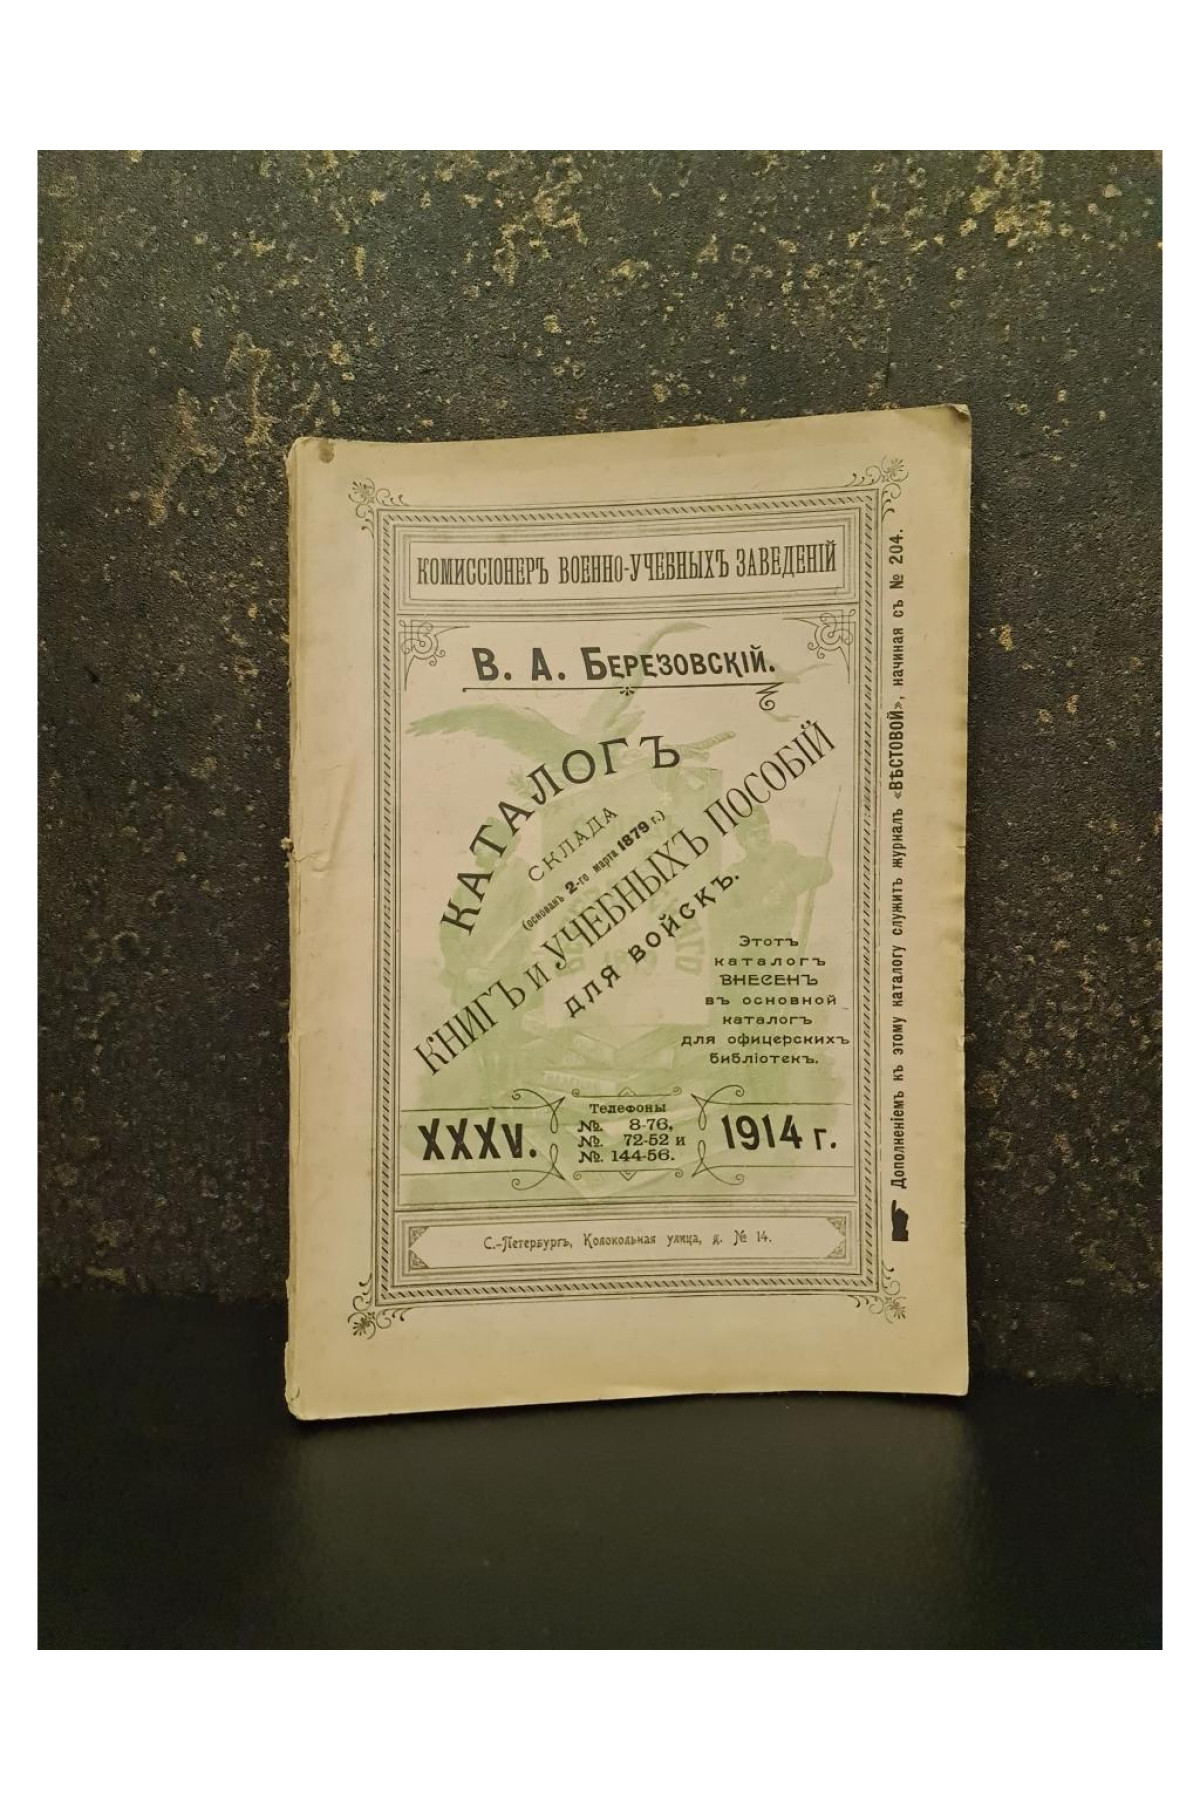 Комиссіонеръ Военно-Учебныхъ Заведеній
В. А. Березовскій.
КАТАЛОГЪ
СКЛАДА
(основанъ 2-го марта 1879 г.)
КНИГЪ И УЧЕБНЫХЪ ПОСОБІЙ
для войскъ.
Этотъ
каталогъ
ВНЕСЕНЪ
въ основной
каталогъ
для офицерскихъ
библіотекъ.
XXXV.
Телефоны
№. 8-76,
№. 72-52 и
№. 144-56.
1914 г.
С.-Петербургъ, Колокольная улица, д. № 14.
Дополненіемъ къ этому каталогу служитъ журналъ «ВѢСТОВОЙ», начиная съ № 204.